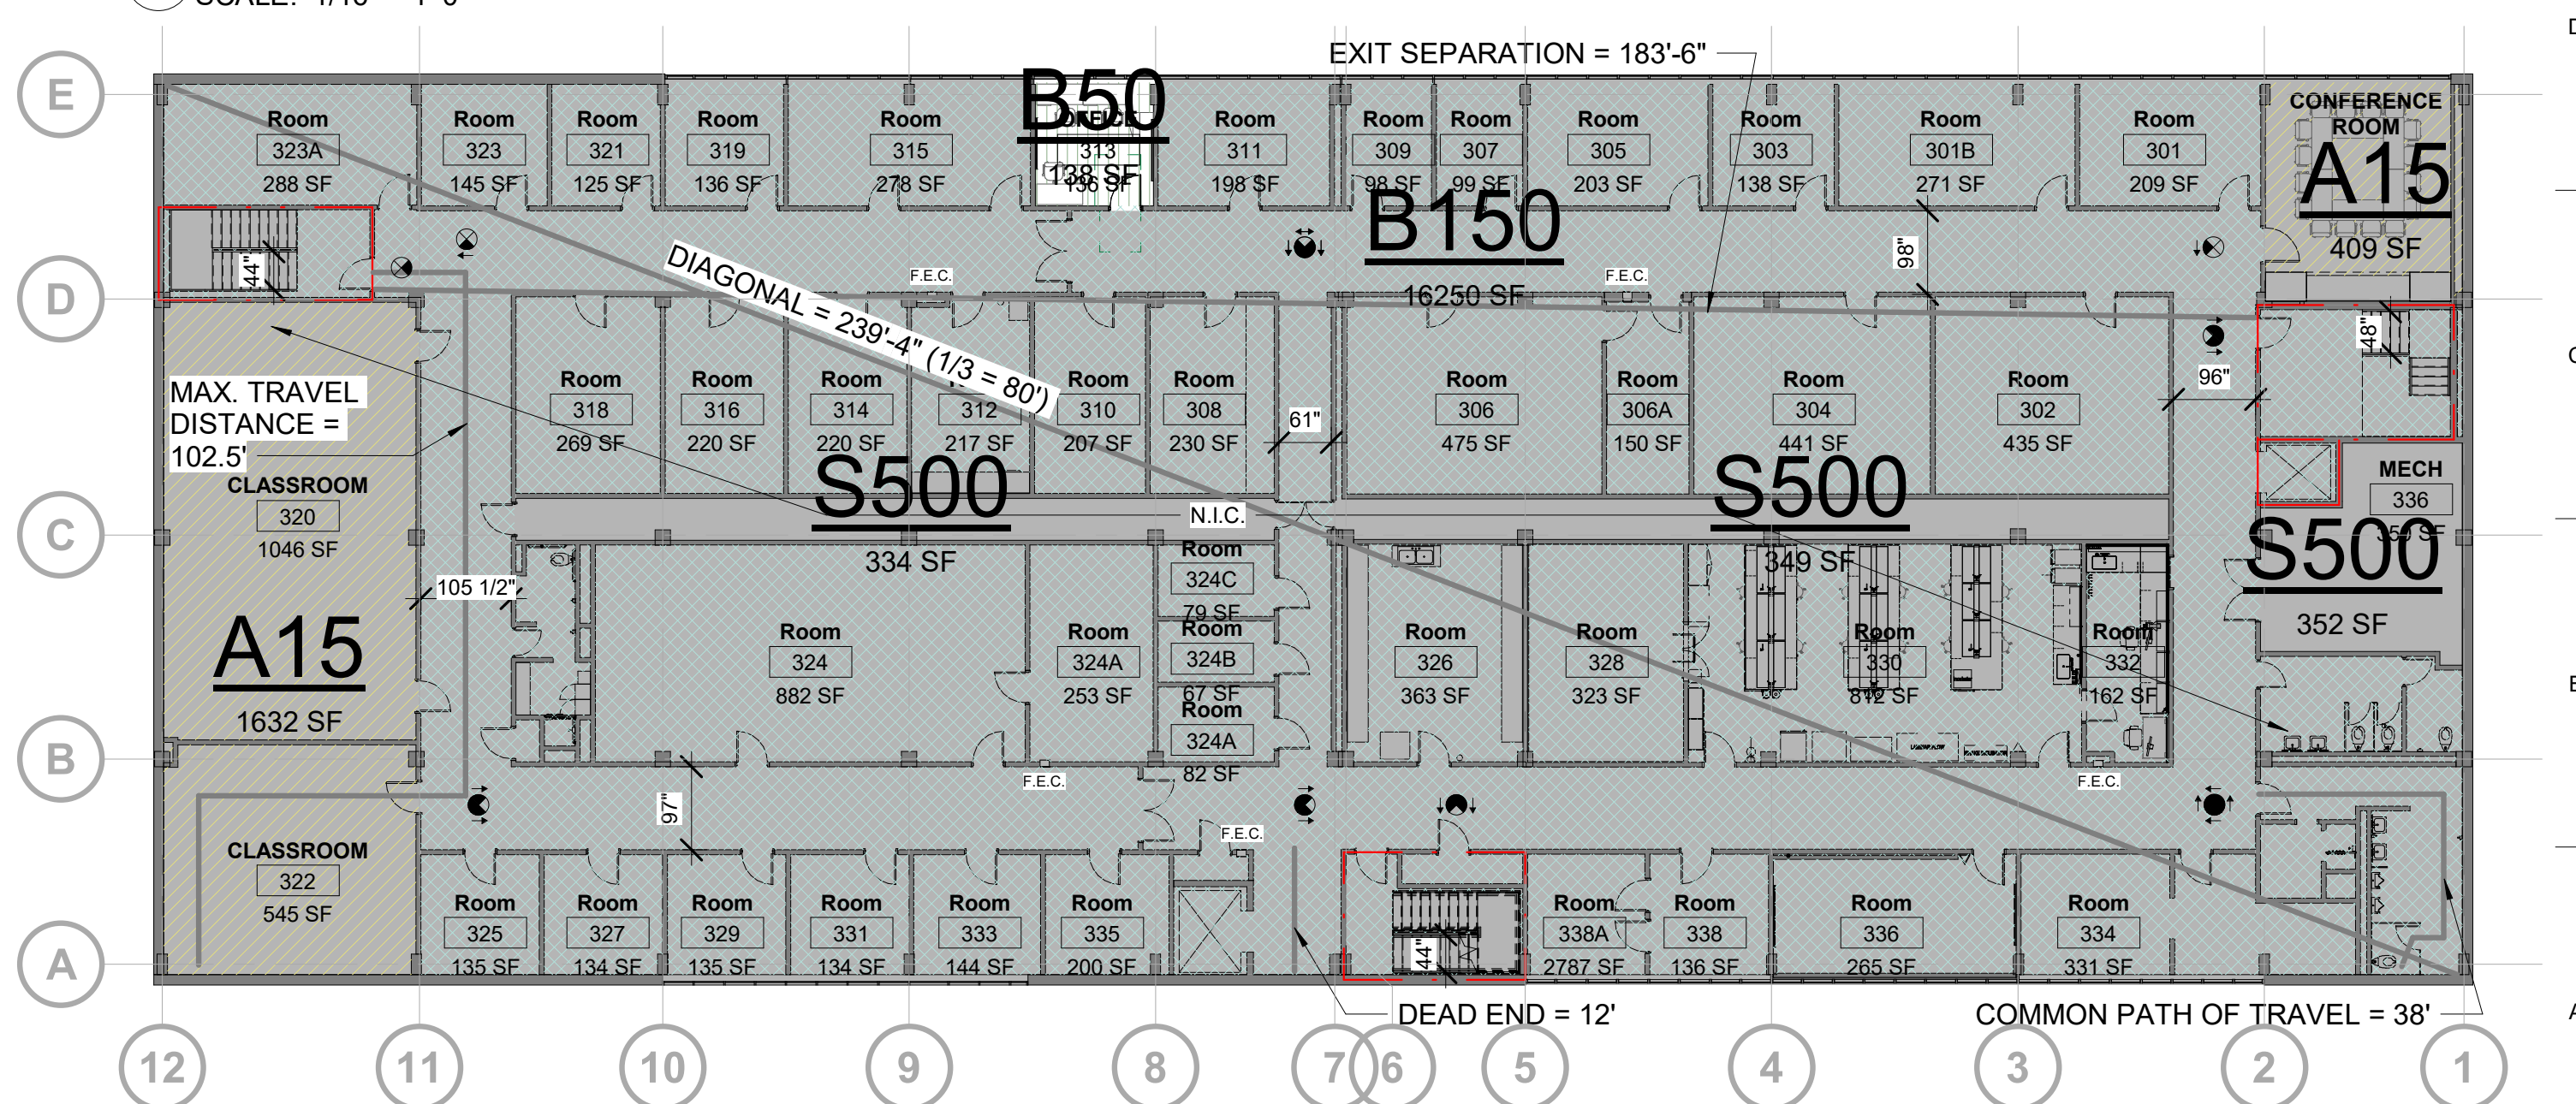 SCALE: 1/16" = 1'-0"
EXIT SEPARATION = 183'-6"
E
B50
CONFERENCE
ROOM
Room
323A
288 SF
Room
323
145 SF
Room
321
125 SF
Room
319
136 SF
Room
315
278 SF
OFFICE
313
138 SF
136 SF
Room
311
198 SF
Room
309
98 SF
Room
307
99 SF
Room
305
203 SF
Room
303
138 SF
Room
301B
271 SF
Room
301
209 SF
A15
409 SF
B150
16250 SF
44"
F.E.C.
F.E.C.
98"
D
DIAGONAL = 239'-4" (1/3 = 80')
48"
96"
61"
MAX. TRAVEL
DISTANCE =
102.5'
Room
318
269 SF
Room
316
220 SF
Room
314
220 SF
312
217 SF
Room
310
207 SF
Room
308
230 SF
Room
306
475 SF
Room
306A
150 SF
Room
304
441 SF
Room
302
435 SF
MECH
336
S500
352 SF
CLASSROOM
320
1046 SF
S500
334 SF
N.I.C.
S500
349 SF
C
105 1/2"
A15
1632 SF
Room
324
882 SF
Room
324A
253 SF
Room
324C
79 SF
Room
324B
67 SF
Room
324A
82 SF
Room
326
363 SF
Room
328
323 SF
Room
330
812 SF
Room
332
162 SF
B
97"
F.E.C.
F.E.C.
F.E.C.
CLASSROOM
322
545 SF
Room
325
135 SF
Room
327
134 SF
Room
329
135 SF
Room
331
134 SF
Room
333
144 SF
Room
335
200 SF
44"
Room
338A
2787 SF
Room
338
136 SF
Room
336
265 SF
Room
334
331 SF
A
DEAD END = 12'
COMMON PATH OF TRAVEL = 38'
12
11
10
9
8
7
6
5
4
3
2
1